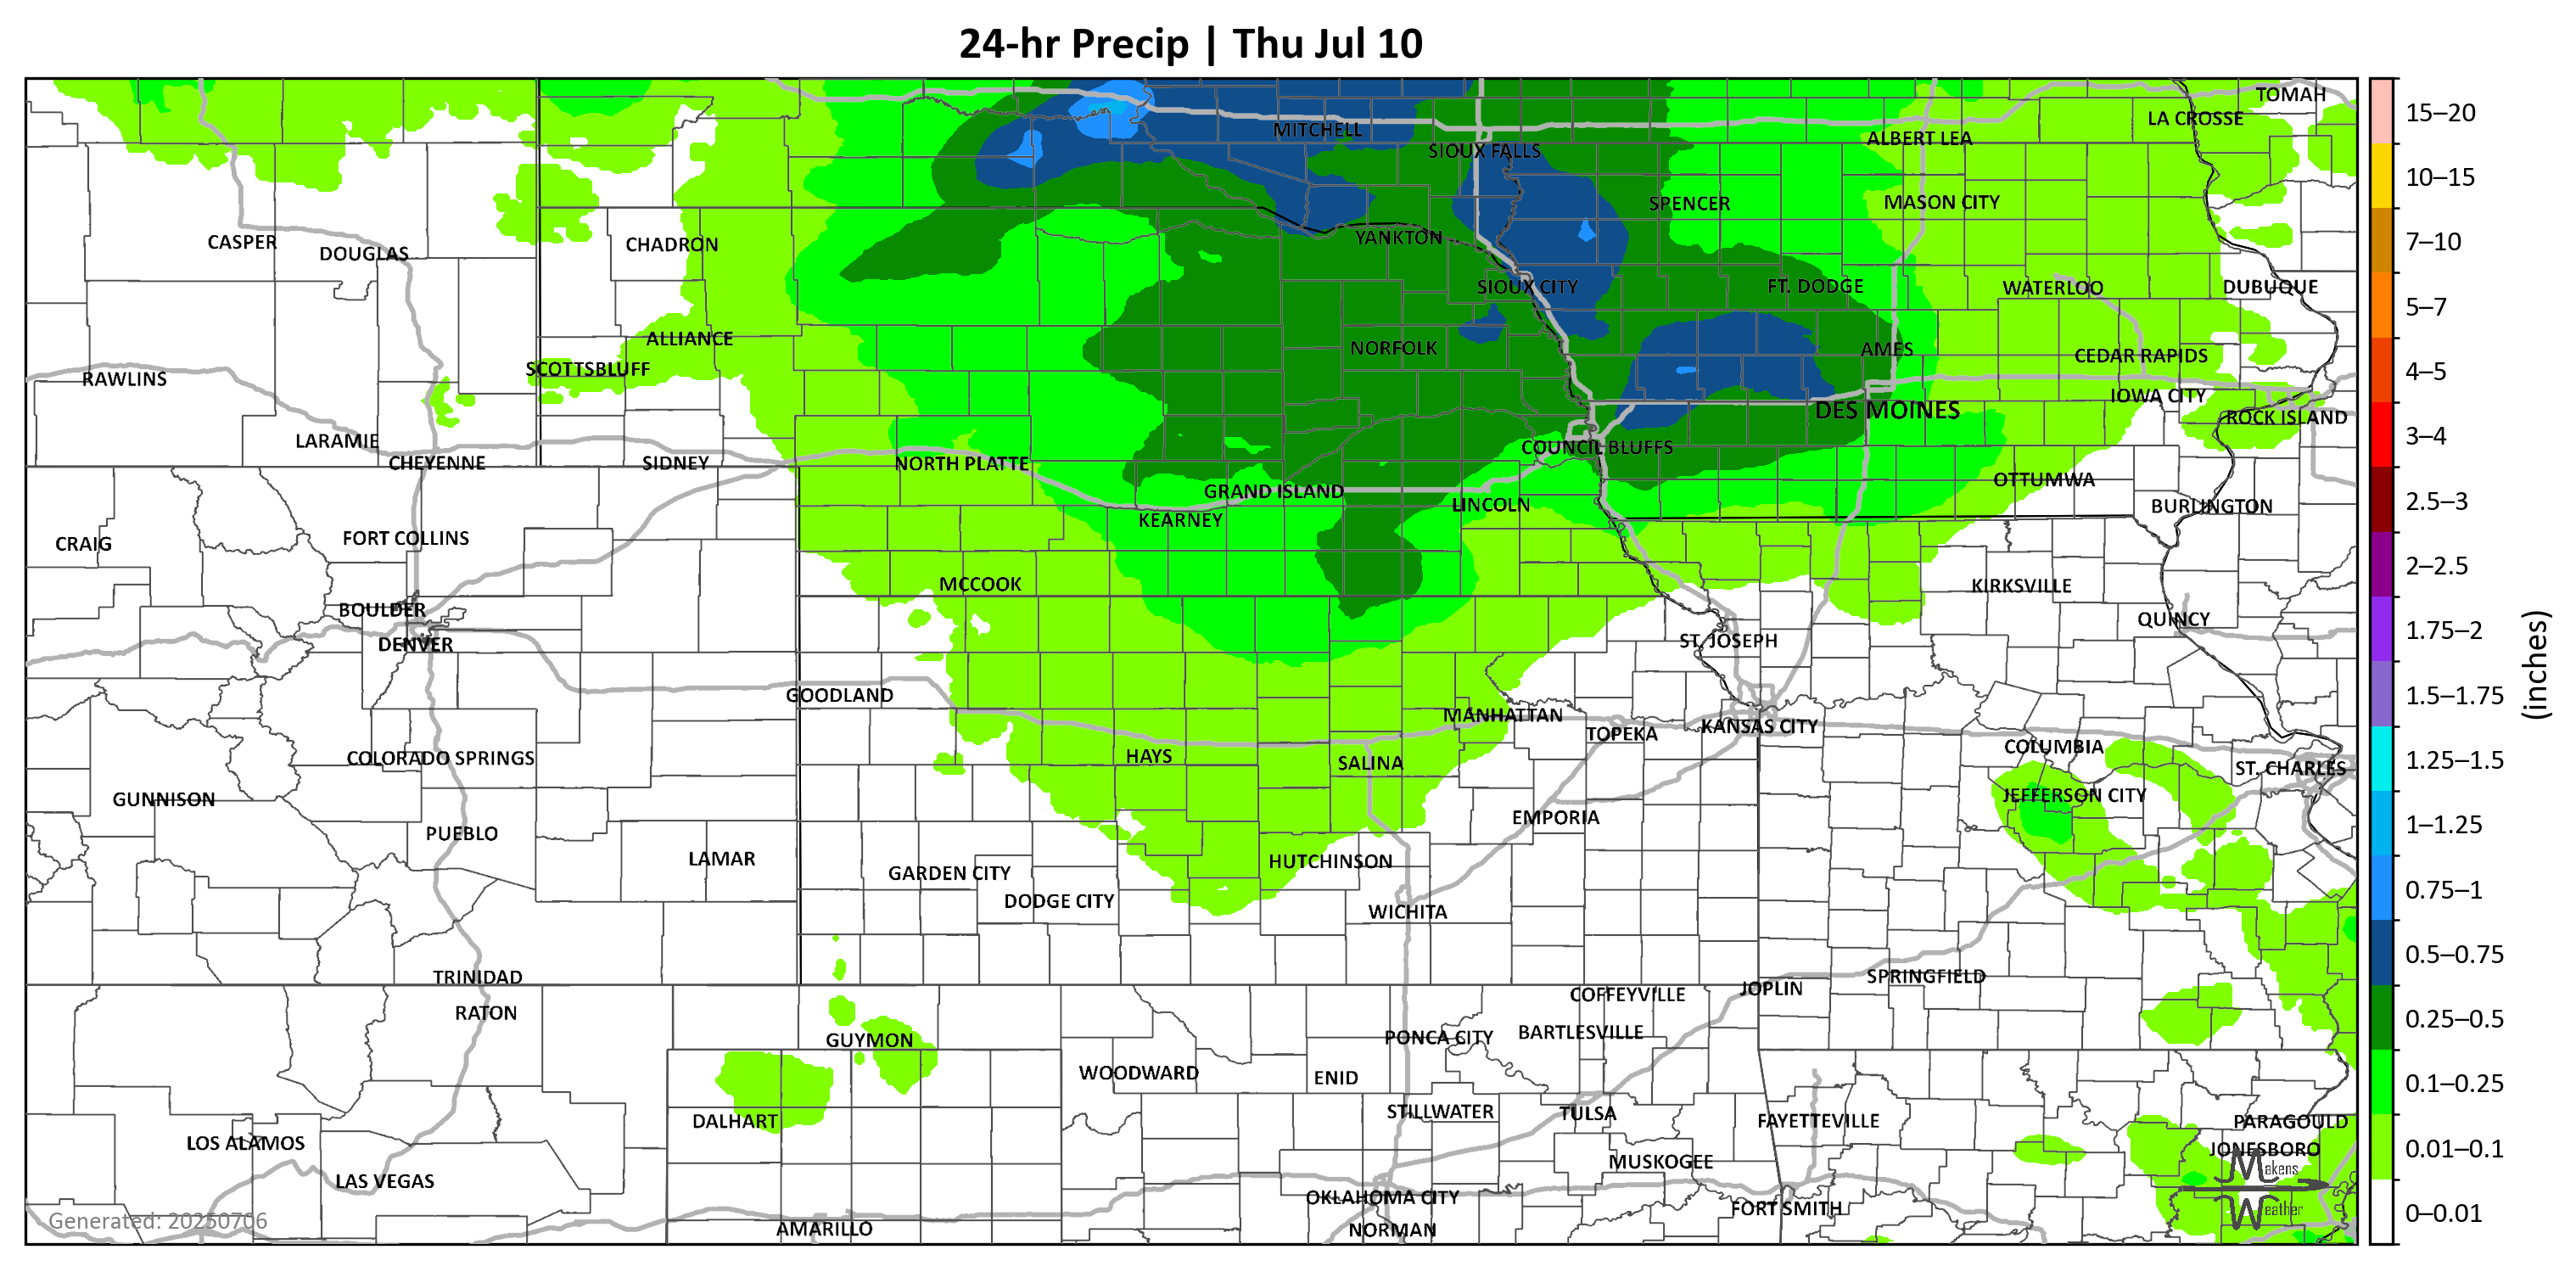 24-hr Precip | Thu Jul 10
TOMAH
LA CROSSE
MITCHELL
ALBERT LEA
SIOUX FALLS
SPENCER
MASON CITY
CASPER
DOUGLAS
CHADRON
YANKTON
SIOUX CITY
FT. DODGE
WATERLOO
DUBUQUE
ALLIANCE
NORFOLK
AMES
CEDAR RAPIDS
SCOTTSBLUFF
RAWLINS
IOWA CITY
DES MOINES
ROCK ISLAND
LARAMIE
COUNCIL BLUFFS
CHEYENNE
SIDNEY
NORTH PLATTE
OTTUMWA
GRAND ISLAND
LINCOLN
BURLINGTON
KEARNEY
CRAIG
FORT COLLINS
MCCOOK
KIRKSVILLE
BOULDER
QUINCY
DENVER
ST. JOSEPH
GOODLAND
MANHATTAN
TOPEKA
KANSAS CITY
COLUMBIA
COLORADO SPRINGS
HAYS
SALINA
ST. CHARLES
GUNNISON
JEFFERSON CITY
EMPORIA
PUEBLO
LAMAR
HUTCHINSON
GARDEN CITY
DODGE CITY
WICHITA
TRINIDAD
SPRINGFIELD
JOPLIN
COFFEYVILLE
RATON
GUYMON
PONCA CITY
BARTLESVILLE
WOODWARD
ENID
STILLWATER
TULSA
DALHART
FAYETTEVILLE
PARAGOULD
LOS ALAMOS
JONESBORO
MUSKOGEE
Makens
LAS VEGAS
OKLAHOMA CITY
FORT SMITH
Weather
Generated: 20250706
AMARILLO
NORMAN
15–20
10–15
7–10
5–7
4–5
3–4
2.5–3
2–2.5
1.75–2
1.5–1.75
1.25–1.5
1–1.25
0.75–1
0.5–0.75
0.25–0.5
0.1–0.25
0.01–0.1
0–0.01
(inches)